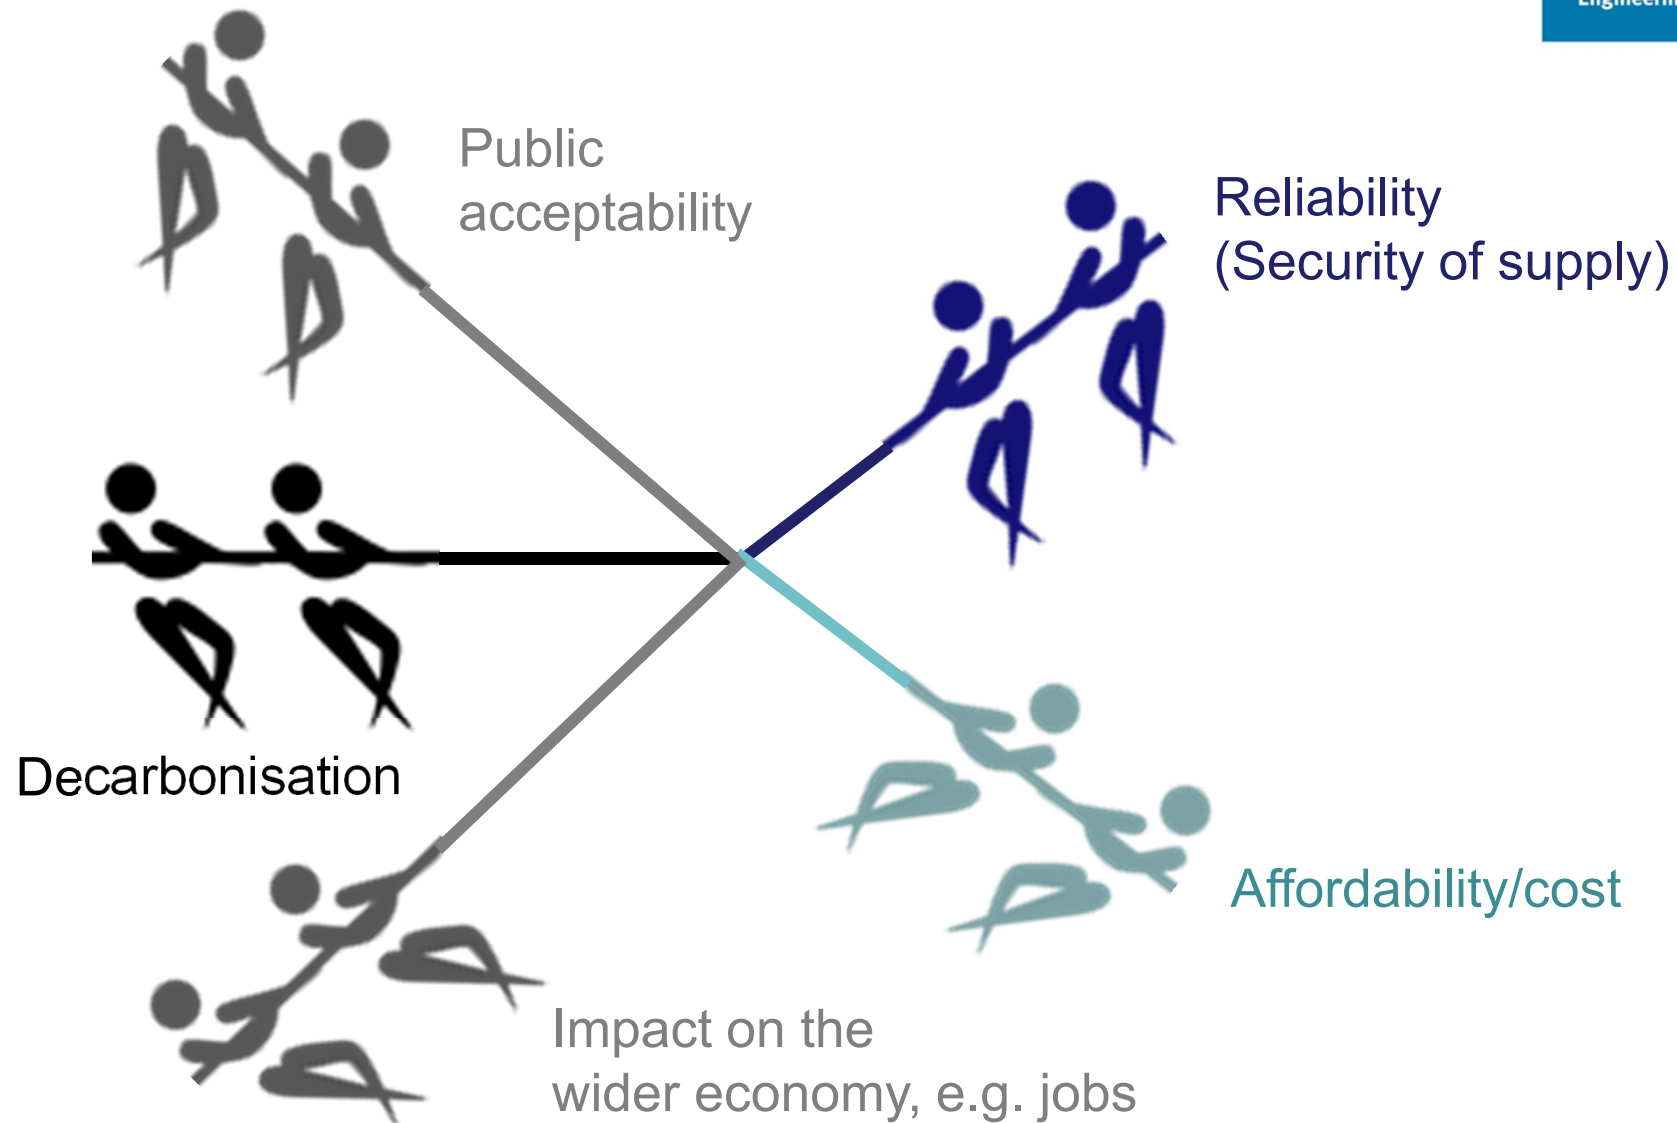 Public
acceptability
Reliability
(Security of supply)
Decarbonisation
Affordability/cost
Impact on the
wider economy, e.g. jobs